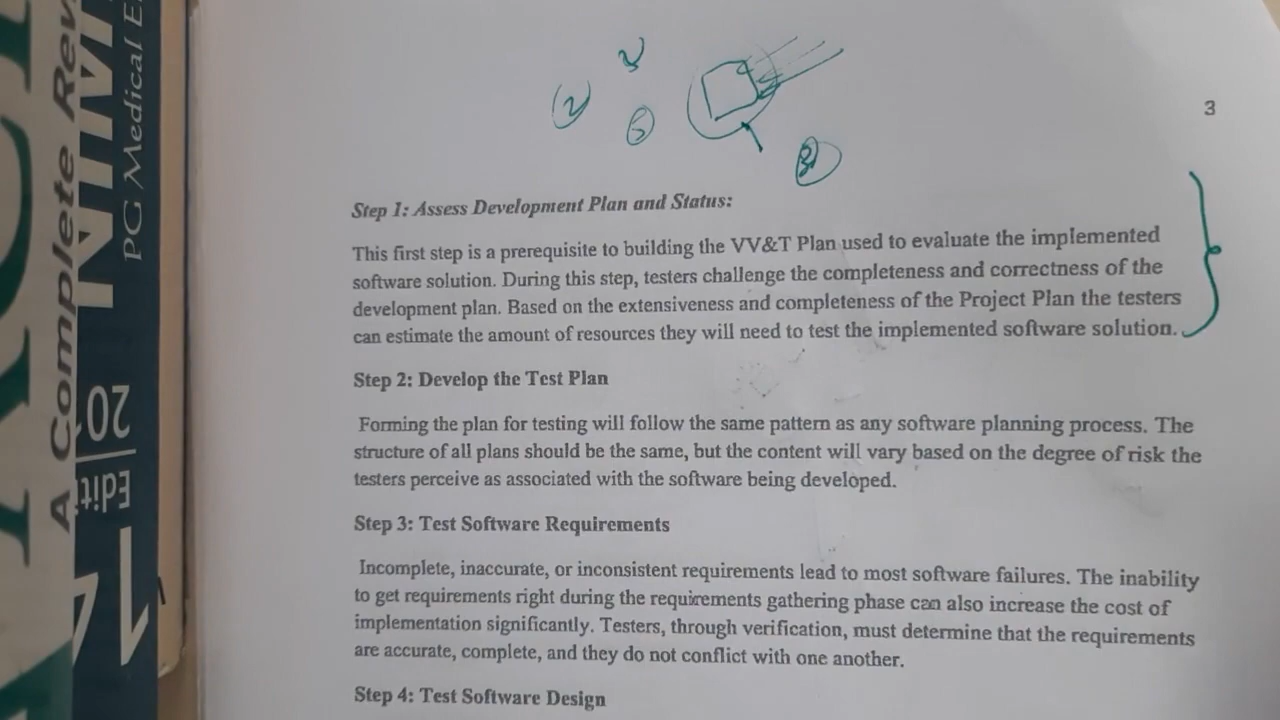 A Complete Rev
PG Medical E
20
Edit
3
Step 1: Assess Development Plan and Status:
This first step is a prerequisite to building the VV&T Plan used to evaluate the implemented
software solution. During this step, testers challenge the completeness and correctness of the
development plan. Based on the extensiveness and completeness of the Project Plan the testers
can estimate the amount of resources they will need to test the implemented software solution.
Step 2: Develop the Test Plan
Forming the plan for testing will follow the same pattern as any software planning process. The
structure of all plans should be the same, but the content will vary based on the degree of risk the
testers perceive as associated with the software being developed.
Step 3: Test Software Requirements
Incomplete, inaccurate, or inconsistent requirements lead to most software failures. The inability
to get requirements right during the requirements gathering phase can also increase the cost of
implementation significantly. Testers, through verification, must determine that the requirements
are accurate, complete, and they do not conflict with one another.
Step 4: Test Software Design